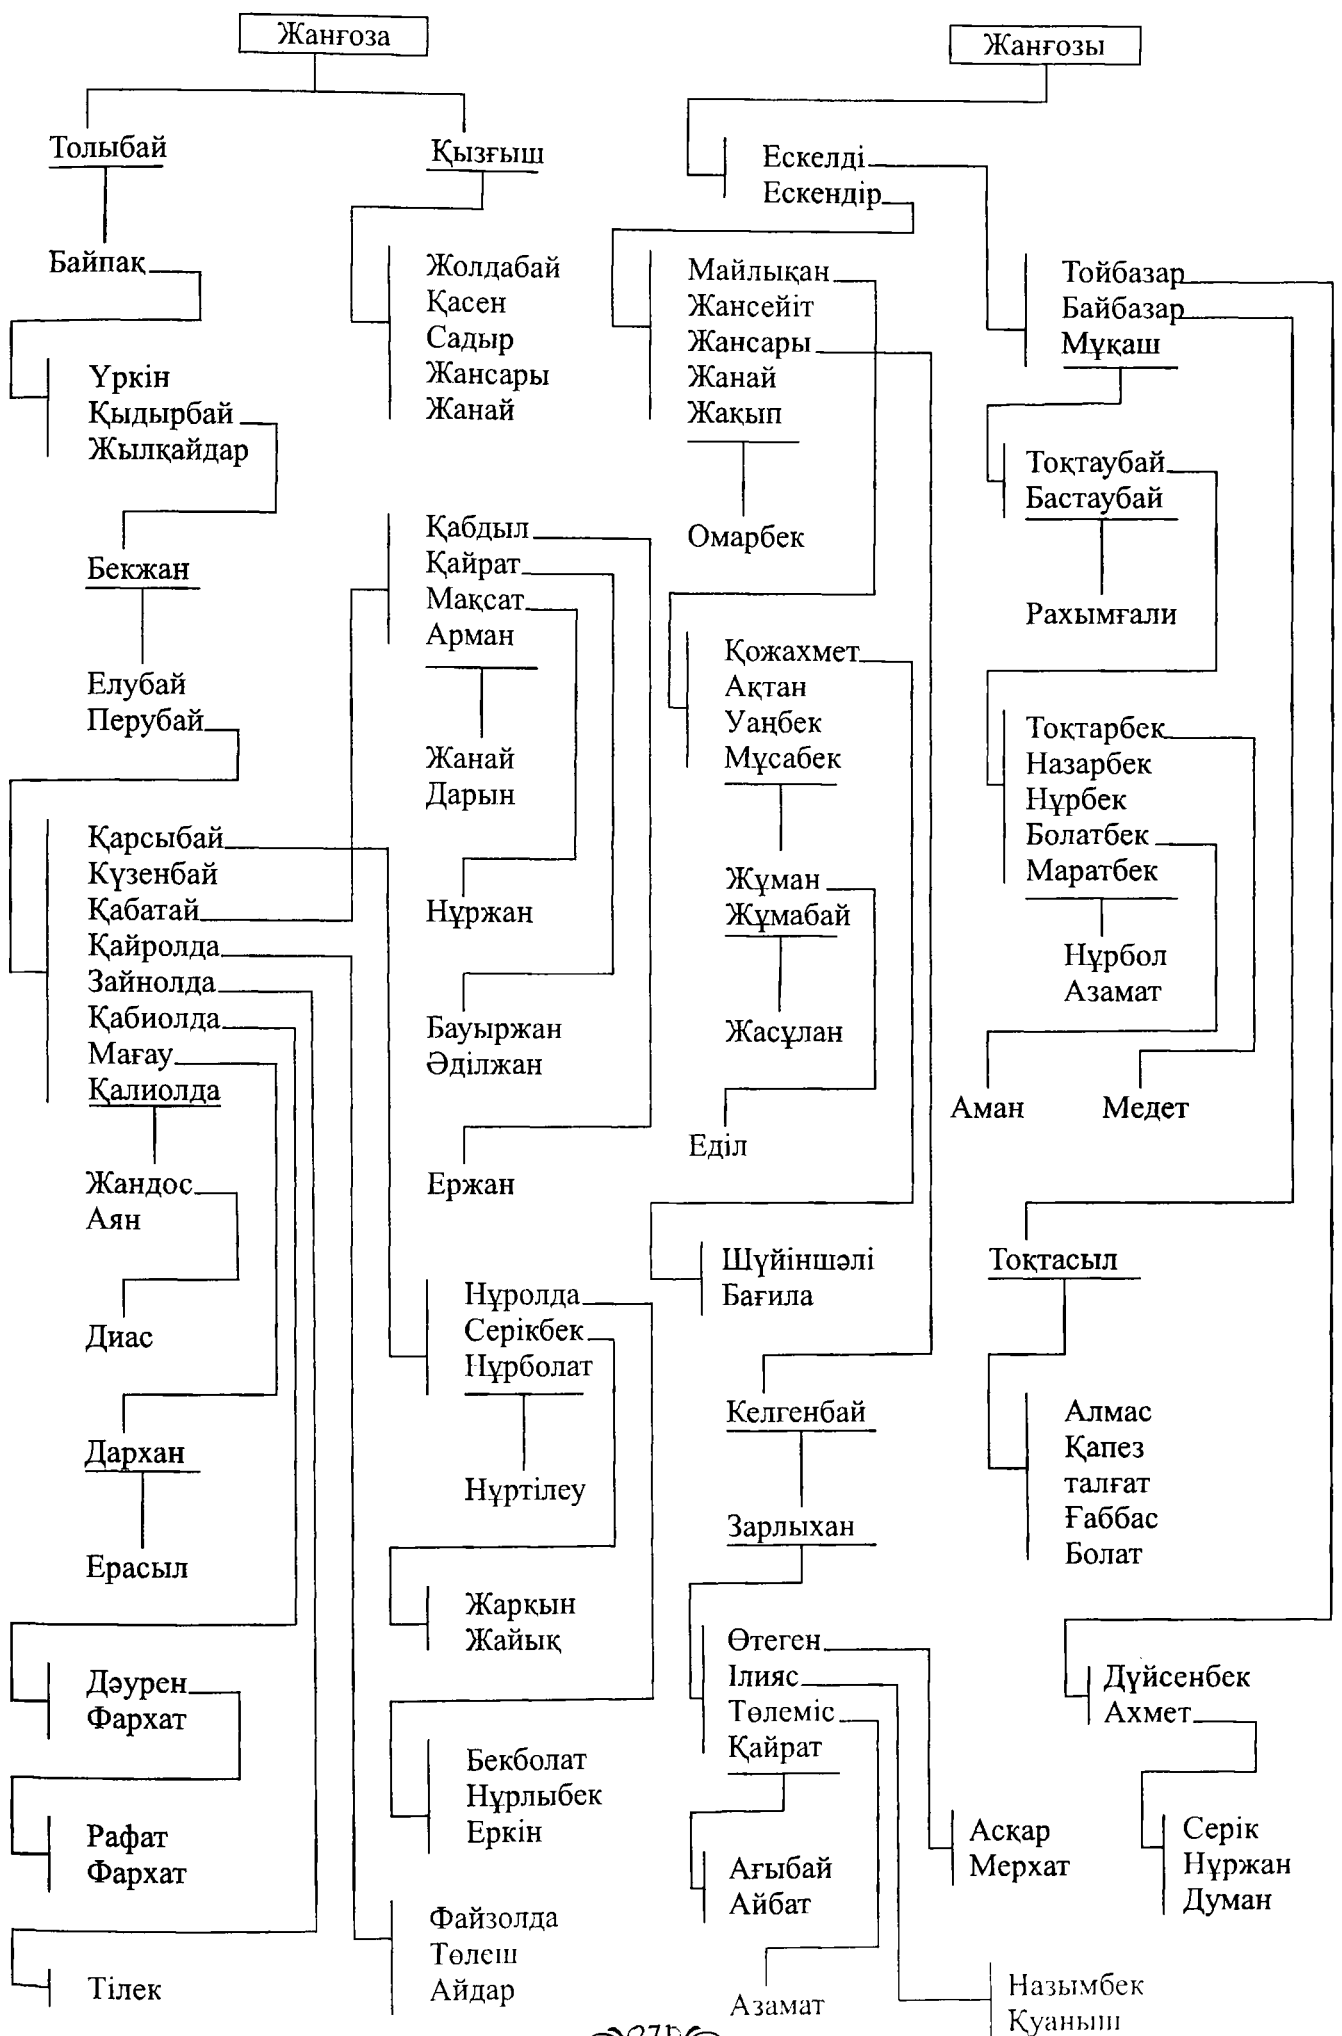 Жанғоза
Толыбай
Қызғыш
Байпақ
Үркін
Қыдырбай
Жылқайдар
Бекжан
Елубай
Перубай
Қарсыбай
Күзенбай
Қабатай
Қайролда
Зайнолда
Қабиолда
Мағау
Қалиолда
Жандос
Аян
Диас
Дархан
Ерасыл
Дәурен
Фархат
Рафат
Фархат
Тілек
Жолдабай
Қасен
Садыр
Жансары
Жанай
Қабдыл
Қайрат
Мақсат
Арман
Жанай
Дарын
Нұржан
Бауыржан
Әділжан
Ержан
Нұролда
Серікбек
Нұрболат
Нұртілеу
Жарқын
Жайық
Бекболат
Нұрлыбек
Еркін
Файзолда
Төлеш
Айдар
Жанғозы
Ескелді
Ескендір
Майлықан
Жансейіт
Жансары
Жанай
Жақып
Омарбек
Қожахмет
Ақтан
Уаңбек
Мұсабек
Жұман
Жұмабай
Жасұлан
Еділ
Шүйіншәлі
Бағила
Келгенбай
Зарлыхан
Өтеген
Ілияс
Төлеміс
Қайрат
Ағыбай
Айбат
Азамат
Асқар
Мерхат
Назымбек
Қуаныш
Тойбазар
Байбазар
Мұқаш
Тоқтаубай
Бастаубай
Рахымғали
Тоқтарбек
Назарбек
Нұрбек
Болатбек
Маратбек
Нұрбол
Азамат
Аман
Медет
Тоқтасыл
Алмас
Қапез
талғат
Ғаббас
Болат
Дүйсенбек
Ахмет
Серік
Нұржан
Думан